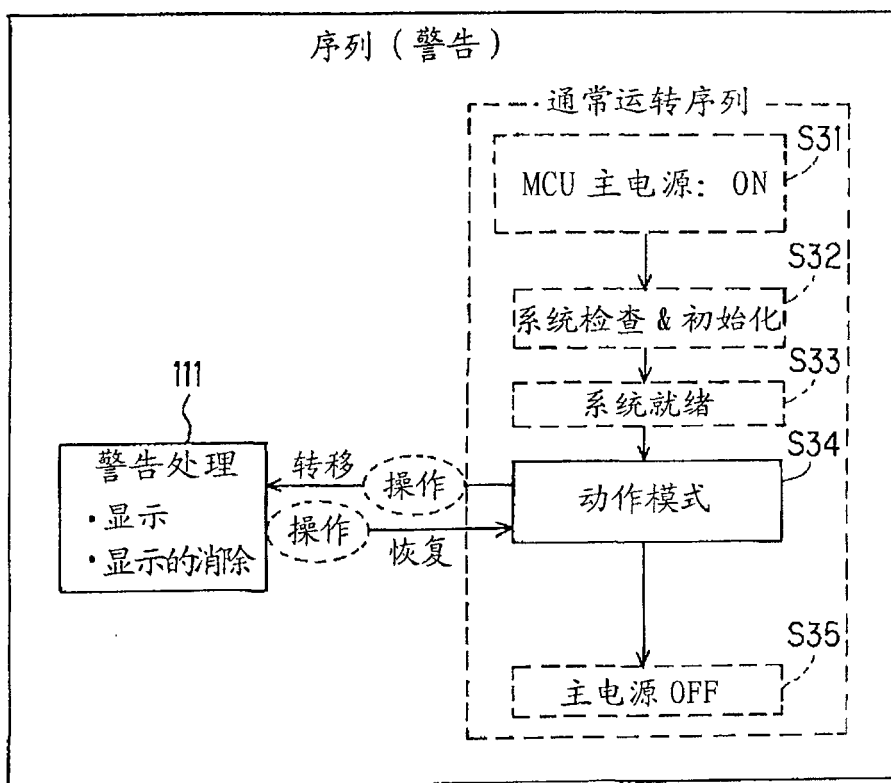 序列（警告）
通常运转序列
S31
MCU 主电源：ON
S32
系统检查 & 初始化
S33
系统就绪
S34
动作模式
111
警告处理
·显示
·显示的消除
转移
操作
操作
恢复
S35
主电源 OFF